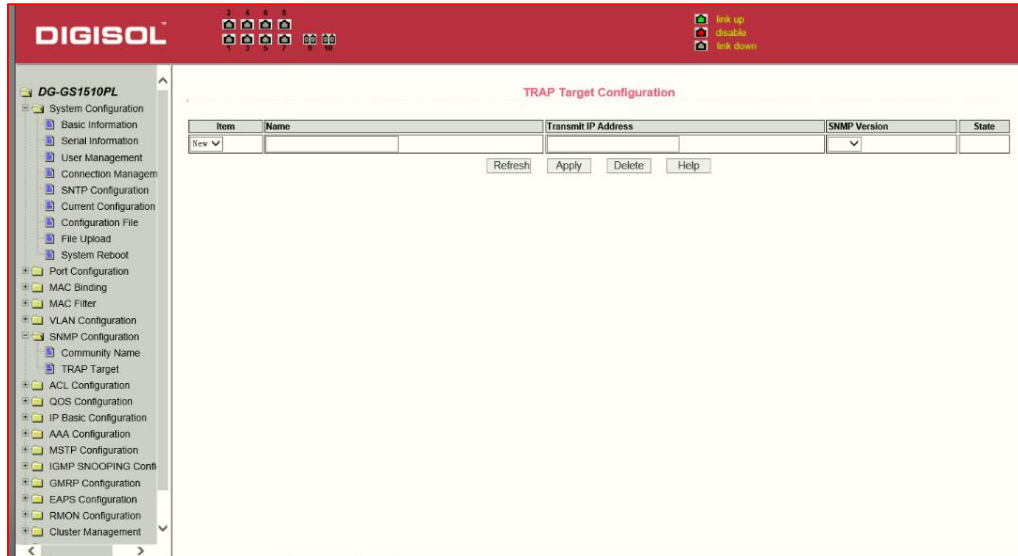 DIGISOL™
2 4 6 8
1 3 5 7 9 10
link up
disable
link down
DG-GS1510PL
System Configuration
Basic Information
Serial Information
User Management
Connection Managem
SNTP Configuration
Current Configuration
Configuration File
File Upload
System Reboot
Port Configuration
MAC Binding
MAC Filter
VLAN Configuration
SNMP Configuration
Community Name
TRAP Target
ACL Configuration
QOS Configuration
IP Basic Configuration
AAA Configuration
MSTP Configuration
IGMP SNOOPING Confi
GMRP Configuration
EAPS Configuration
RMON Configuration
Cluster Management
TRAP Target Configuration
Item Name Transmit IP Address SNMP Version State
New
Refresh Apply Delete Help